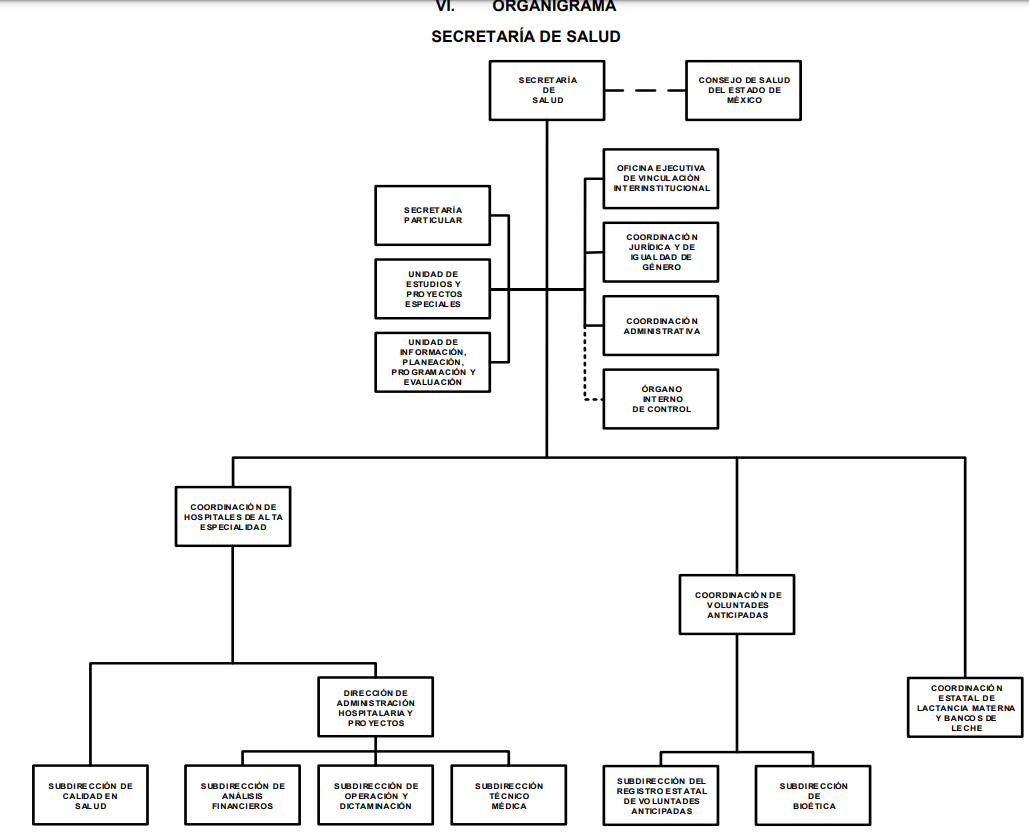 VI. ORGANIGRAMA
SECRETARÍA DE SALUD
SECRETARÍA
DE
SALUD
CONSEJO DE SALUD
DEL ESTADO DE
MÉXICO
OFICINA EJECUTIVA
DE VINCULACIÓN
INTERINSTITUCIONAL
SECRETARÍA
PARTICULAR
COORDINACIÓN
JURÍDICA Y DE
IGUALDAD DE
GÉNERO
UNIDAD DE
ESTUDIOS Y
PROYECTOS
ESPECIALES
COORDINACIÓN
ADMINISTRATIVA
UNIDAD DE
INFORMACIÓN,
PLANEACIÓN,
PROGRAMACIÓN Y
EVALUACIÓN
ÓRGANO
INTERNO
DE CONTROL
COORDINACIÓN DE
HOSPITALES DE ALTA
ESPECIALIDAD
COORDINACIÓN DE
VOLUNTADES
ANTICIPADAS
DIRECCIÓN DE
ADMINISTRACIÓN
HOSPITALARIA Y
PROYECTOS
COORDINACIÓN
ESTATAL DE
LACTANCIA MATERNA
Y BANCOS DE
LECHE
SUBDIRECCIÓN DE
CALIDAD EN
SALUD
SUBDIRECCIÓN DE
ANÁLISIS
FINANCIEROS
SUBDIRECCIÓN DE
OPERACIÓN Y
DICTAMINACIÓN
SUBDIRECCIÓN
TÉCNICO
MÉDICA
SUBDIRECCIÓN DEL
REGISTRO ESTATAL
DE VOLUNTADES
ANTICIPADAS
SUBDIRECCIÓN
DE
BIOÉTICA